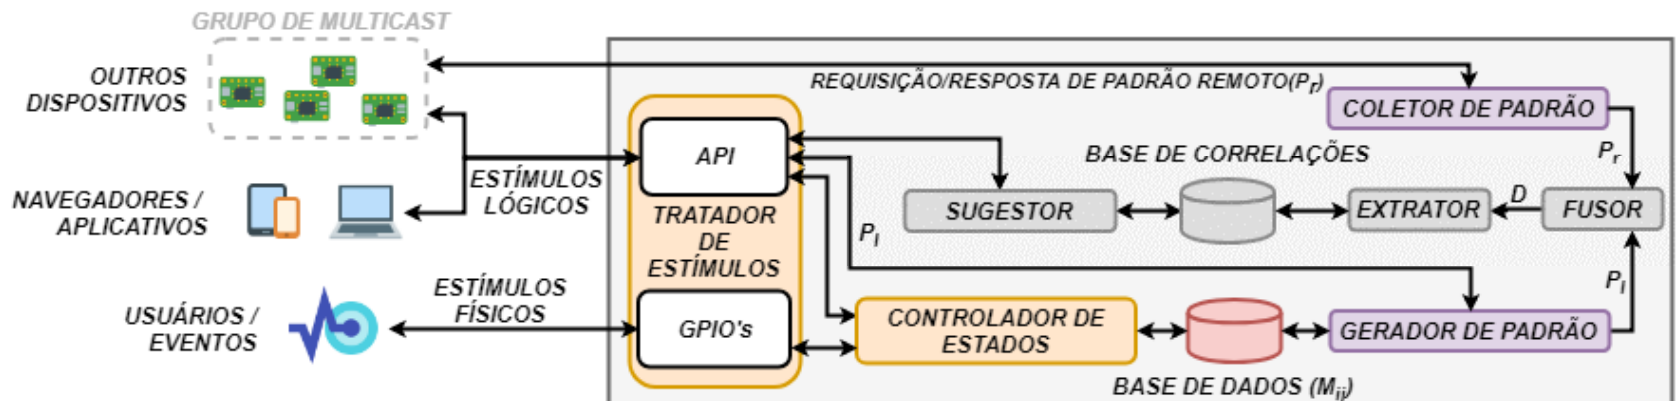 GRUPO DE MULTICAST
OUTROS
DISPOSITIVOS
REQUISIÇÃO/RESPOSTA DE PADRÃO REMOTO(Pr)
COLETOR DE PADRÃO
API
BASE DE CORRELAÇÕES
Pr
ESTÍMULOS
LÓGICOS
NAVEGADORES /
APLICATIVOS
TRATADOR
DE
ESTÍMULOS
Pl
SUGESTOR
EXTRATOR
D
FUSOR
Pl
USUÁRIOS /
EVENTOS
ESTÍMULOS
FÍSICOS
GPIO's
CONTROLADOR DE
ESTADOS
GERADOR DE PADRÃO
BASE DE DADOS (Mij)